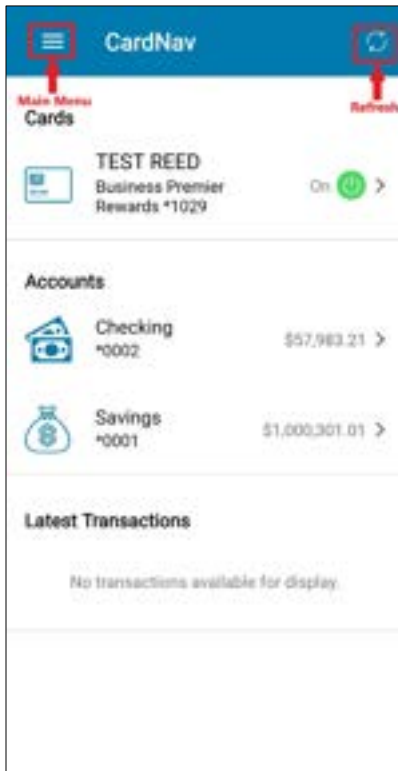 CardNav
Main Menu
Refresh
Cards
TEST REED
Business Premier
Rewards *1029
On
Accounts
Checking
*0002
$57,983.21
Savings
*0001
$1,000,301.01
Latest Transactions
No transactions available for display.